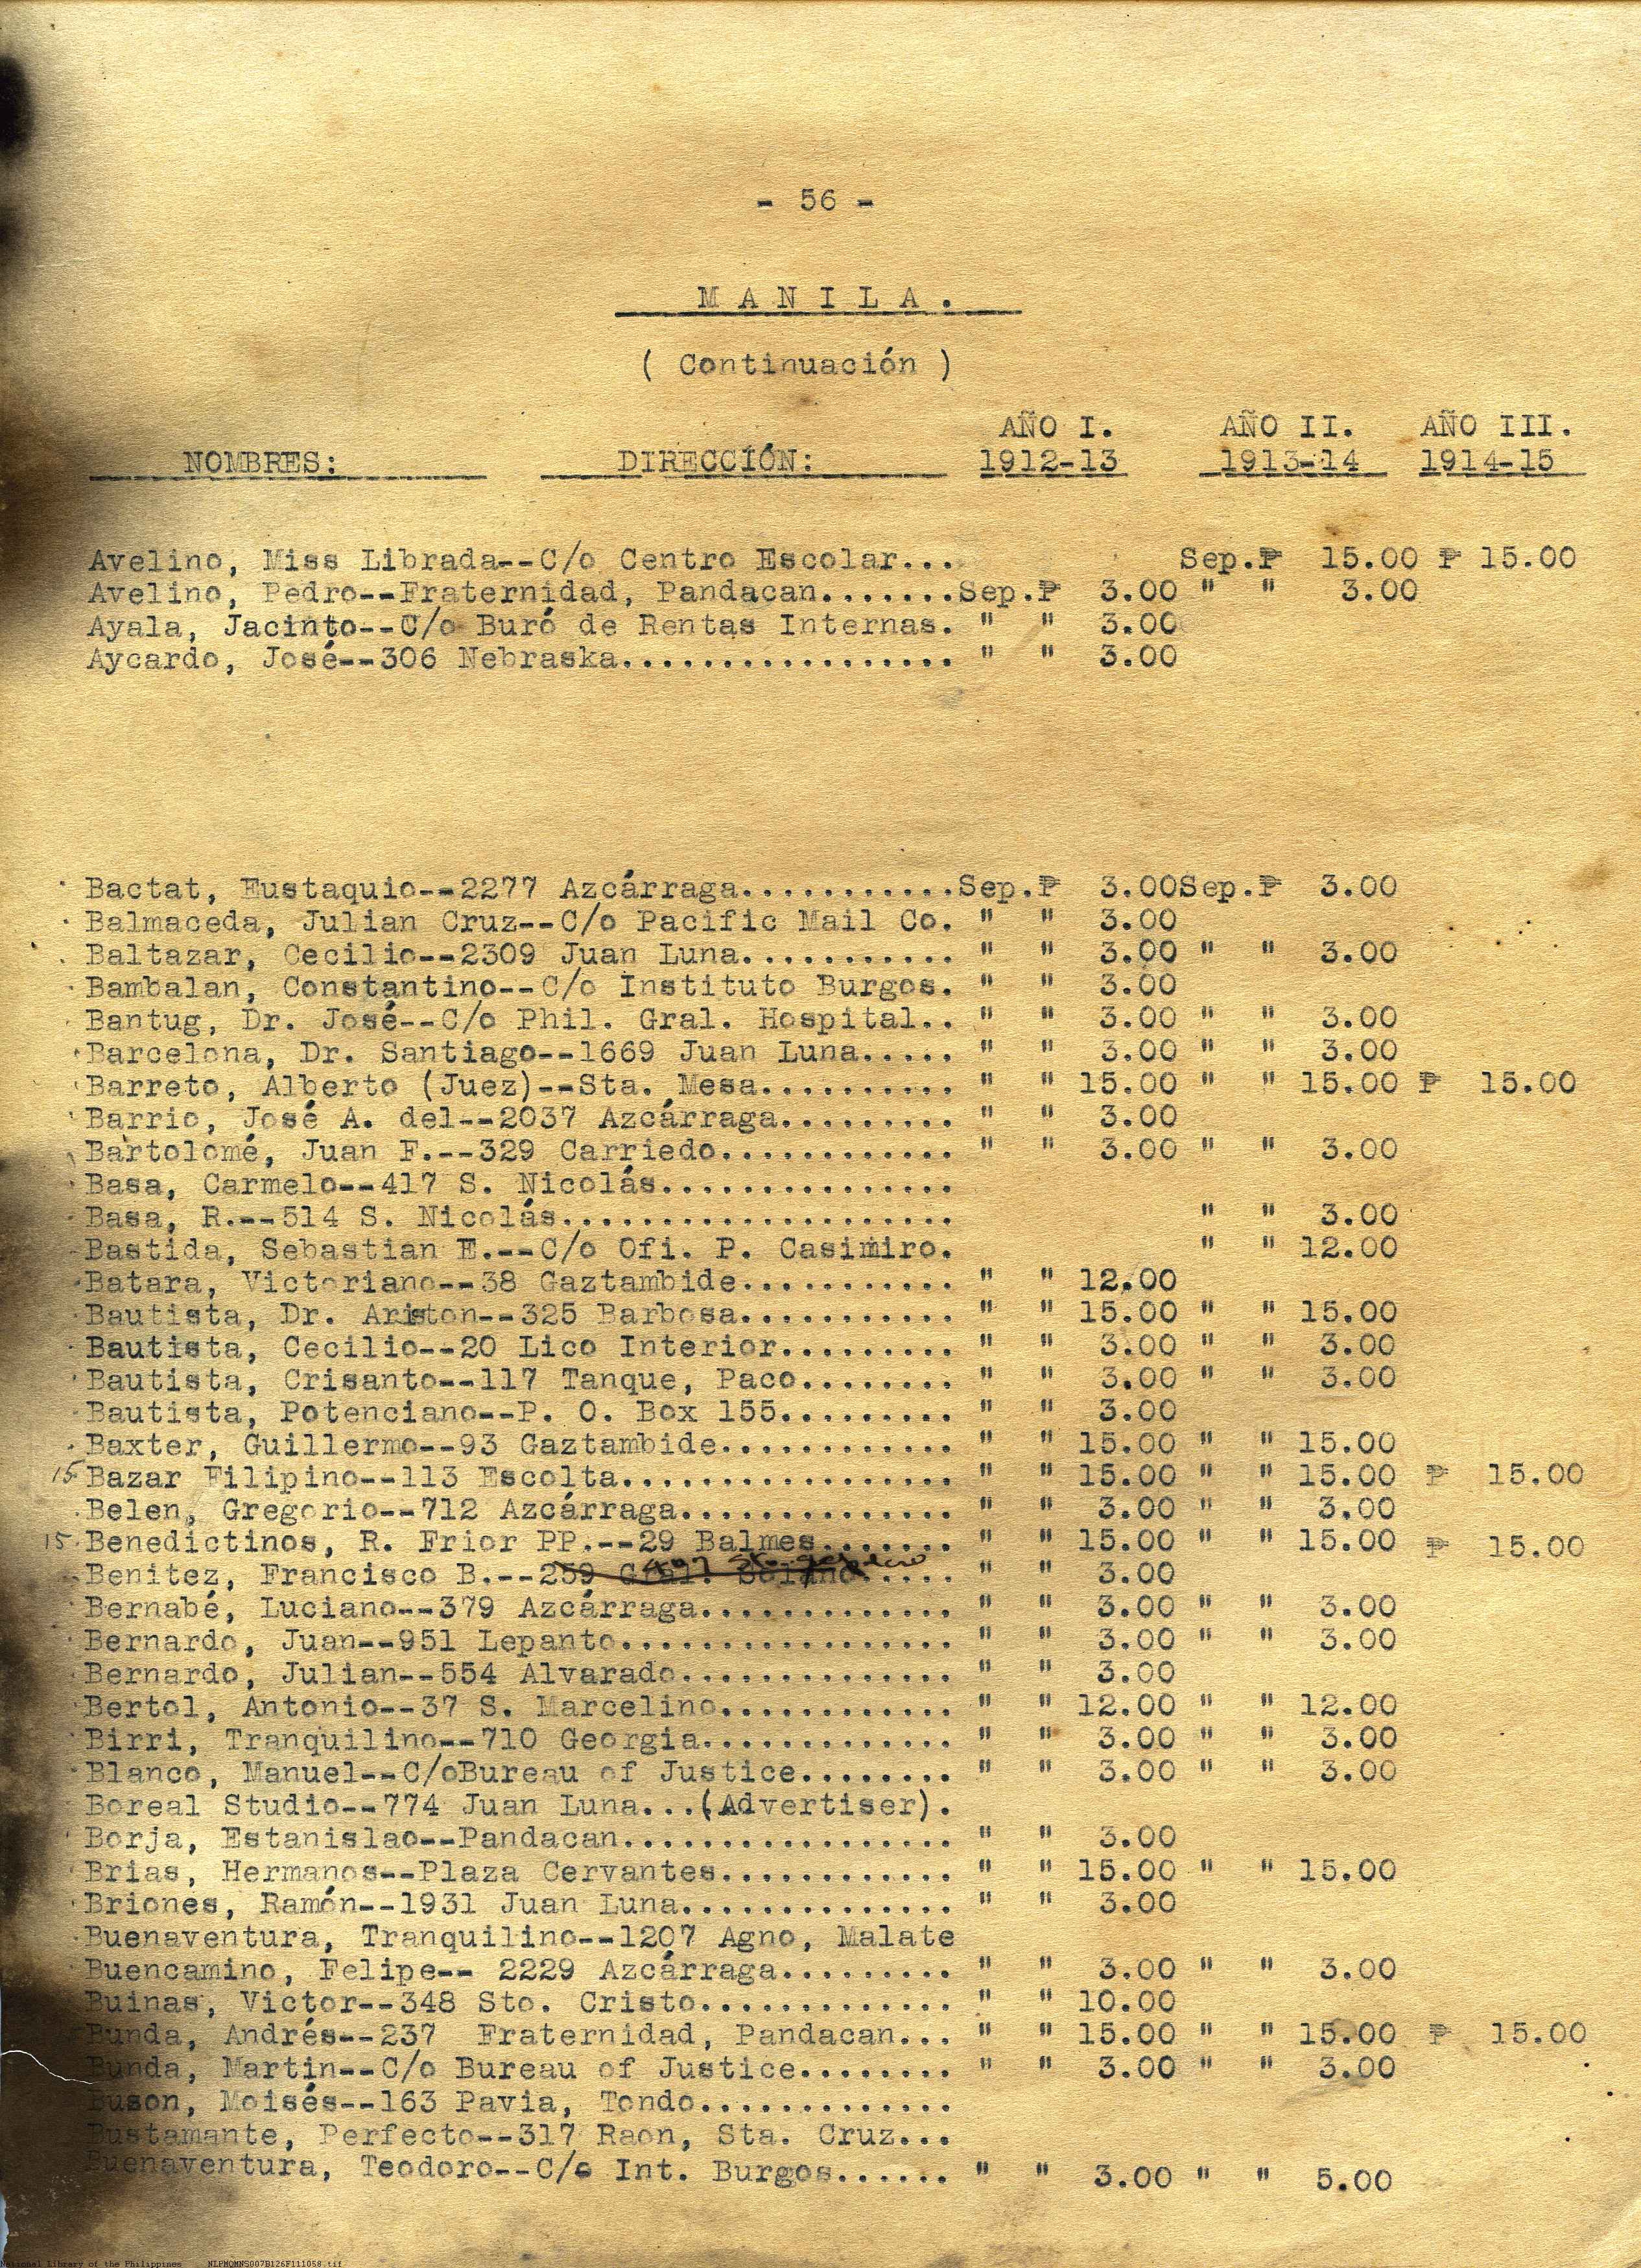 - 56 -
M A N I L A .
( Continuación )
AÑO I. AÑO II. AÑO III.
NOMBRES: DIRECCIÓN: 1912-13 1913-14 1914-15
Avelino, Miss Librada--C/o Centro Escolar... Sep.₱ 15.00 ₱ 15.00
Avelino, Pedro--Fraternidad, Pandacan.......Sep.₱ 3.00 " " 3.00
Ayala, Jacinto--C/o Buró de Rentas Internas. " " 3.00
Aycardo, José--306 Nebraska................. " " 3.00
Bactat, Eustaquio--2277 Azcárraga...........Sep.₱ 3.00Sep.₱ 3.00
Balmaceda, Julian Cruz--C/o Pacific Mail Co. " " 3.00
Baltazar, Cecilio--2309 Juan Luna........... " " 3.00 " " 3.00
Bambalan, Constantino--C/o Instituto Burgos. " " 3.00
Bantug, Dr. José--C/o Phil. Gral. Hospital.. " " 3.00 " " 3.00
Barcelona, Dr. Santiago--1669 Juan Luna..... " " 3.00 " " 3.00
Barreto, Alberto (Juez)--Sta. Mesa.......... " " 15.00 " " 15.00 ₱ 15.00
Barrio, José A. del--2037 Azcárraga......... " " 3.00
Bartolomé, Juan F.--329 Carriedo............ " " 3.00 " " 3.00
Basa, Carmelo--417 S. Nicolás...............
Basa, R.--514 S. Nicolás.................... " " 3.00
Bastida, Sebastian E.--C/o Ofi. P. Casimiro. " " 12.00
Batara, Victoriano--38 Gaztambide........... " " 12.00
Bautista, Dr. Ariston--325 Barbosa........... " " 15.00 " " 15.00
Bautista, Cecilio--20 Lico Interior......... " " 3.00 " " 3.00
Bautista, Crisanto--117 Tanque, Paco........ " " 3.00 " " 3.00
Bautista, Potenciano--P. O. Box 155......... " " 3.00
Baxter, Guillermo--93 Gaztambide............ " " 15.00 " " 15.00
15 Bazar Filipino--113 Escolta................. " " 15.00 " " 15.00 ₱ 15.00
Belen, Gregorio--712 Azcárraga.............. " " 3.00 " " 3.00
15 Benedictinos, R. Frior PP.--29 Balmes....... " " 15.00 " " 15.00 ₱ 15.00
Benitez, Francisco B.--259 Gral. Solano..... " " 3.00
Bernabé, Luciano--379 Azcárraga............. " " 3.00 " " 3.00
Bernardo, Juan--951 Lepanto................. " " 3.00 " " 3.00
Bernardo, Julian--554 Alvarado.............. " " 3.00
Bertol, Antonio--37 S. Marcelino............ " " 12.00 " " 12.00
Birri, Tranquilino--710 Georgia............. " " 3.00 " " 3.00
Blanco, Manuel--C/oBureau of Justice........ " " 3.00 " " 3.00
Boreal Studio--774 Juan Luna...(Advertiser).
Borja, Estanislao--Pandacan................. " " 3.00
Brias, Hermanos--Plaza Cervantes............ " " 15.00 " " 15.00
Briones, Ramón--1931 Juan Luna.............. " " 3.00
Buenaventura, Tranquilino--1207 Agno, Malate
Buencamino, Felipe-- 2229 Azcárraga......... " " 3.00 " " 3.00
Buinas, Victor--348 Sto. Cristo............. " " 10.00
Bunda, Andrés--237 Fraternidad, Pandacan... " " 15.00 " " 15.00 ₱ 15.00
Bunda, Martin--C/o Bureau of Justice........ " " 3.00 " " 3.00
Buson, Moisés--163 Pavia, Tondo.............
Bustamante, Perfecto--317 Raon, Sta. Cruz...
Buenaventura, Teodoro--C/o Int. Burgos...... " " 3.00 " " 5.00
National Library of the Philippines NLPMQMNS007B126F111058.tif